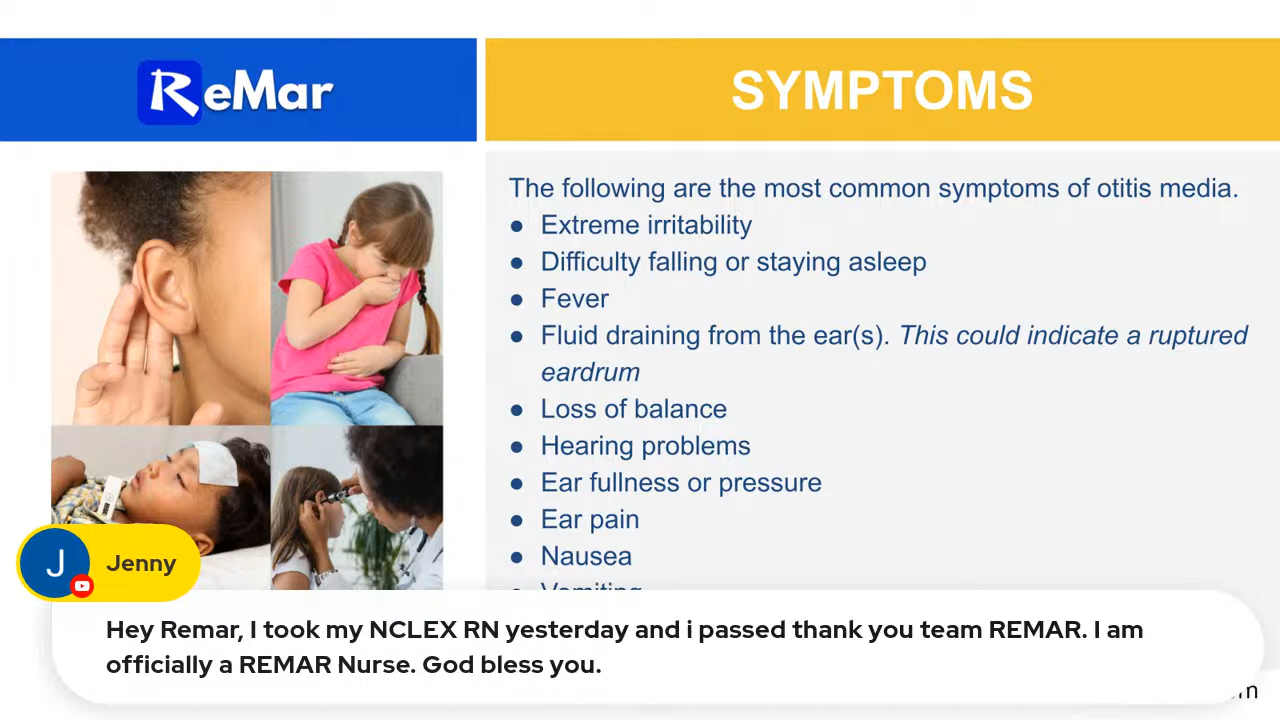 ReMar
SYMPTOMS
The following are the most common symptoms of otitis media.
● Extreme irritability
● Difficulty falling or staying asleep
● Fever
● Fluid draining from the ear(s). This could indicate a ruptured
eardrum
● Loss of balance
● Hearing problems
● Ear fullness or pressure
● Ear pain
● Nausea
● Vomiting
J
Jenny
Hey Remar, I took my NCLEX RN yesterday and i passed thank you team REMAR. I am
officially a REMAR Nurse. God bless you.